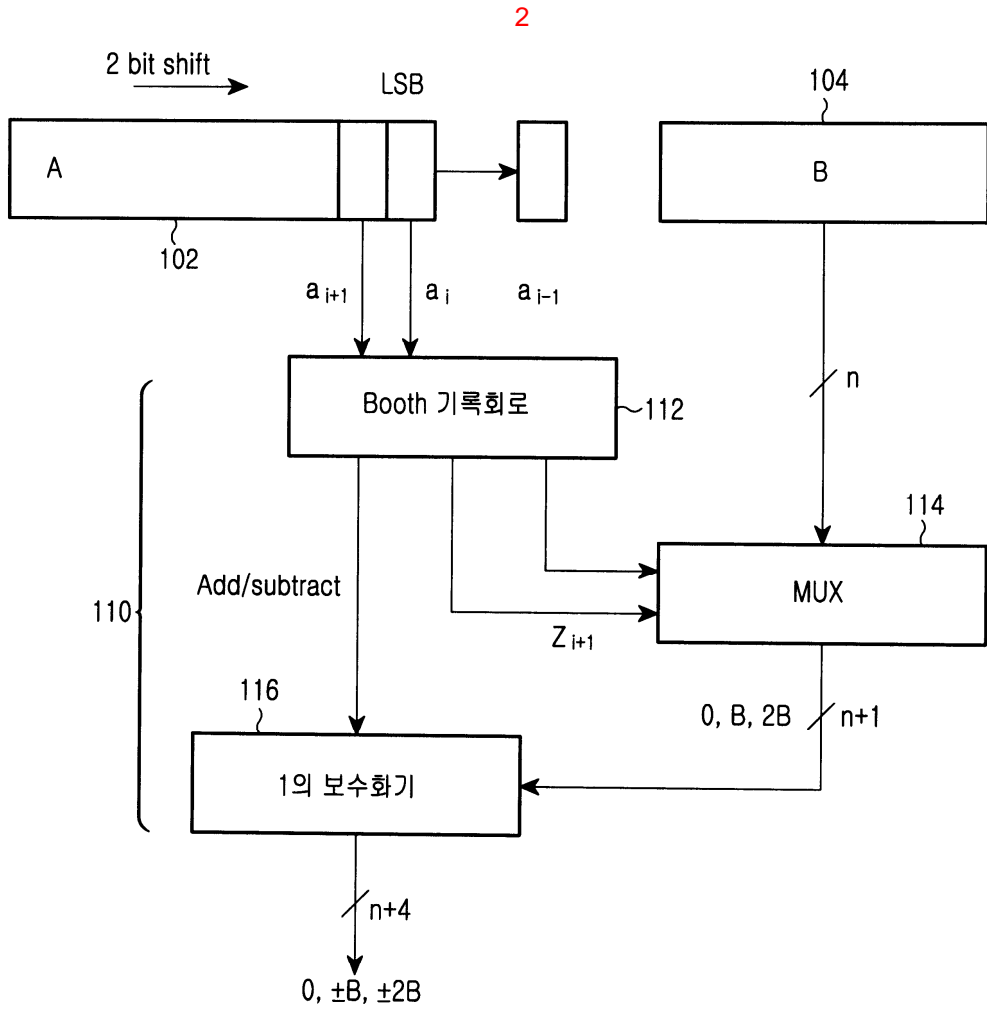 2
2 bit shift
LSB
104
A
B
102
a i+1
a i
a i-1
n
Booth 기록회로
112
114
Add/subtract
MUX
110
Z i+1
116
0, B, 2B
n+1
1의 보수화기
n+4
0, ±B, ±2B